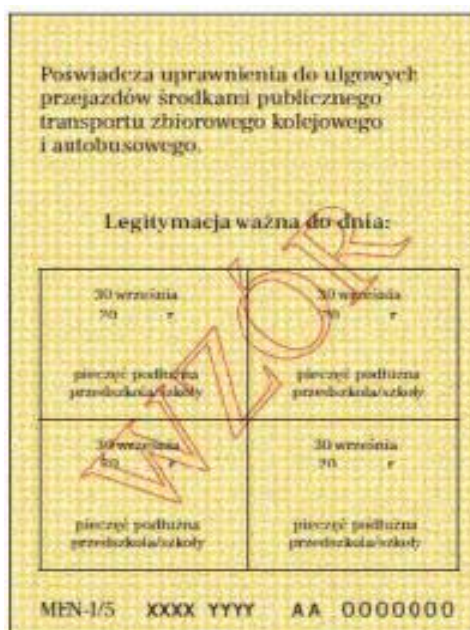 Poświadcza uprawnienia do ulgowych
przejazdów środkami publicznego
transportu zbiorowego kolejowego
i autobusowego.
Legitymacja ważna do dnia:
30 września
20 r
pieczęć podłużna
przedszkola/szkoły
30 września
20 r
pieczęć podłużna
przedszkola/szkoły
30 września
20 r
pieczęć podłużna
przedszkola/szkoły
30 września
20 r
pieczęć podłużna
przedszkola/szkoły
WZÓR
MEN-I/5 XXXX YYYY AA 0000000